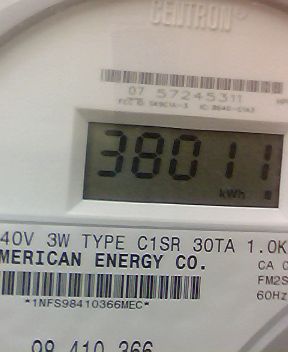 CENTRON
07 57245311
38011
kWh
40V 3W TYPE C1SR 30TA 1.0K
MERICAN ENERGY CO.
CA
FM2S
60Hz
*1NFS98410366MEC*
98 410 366